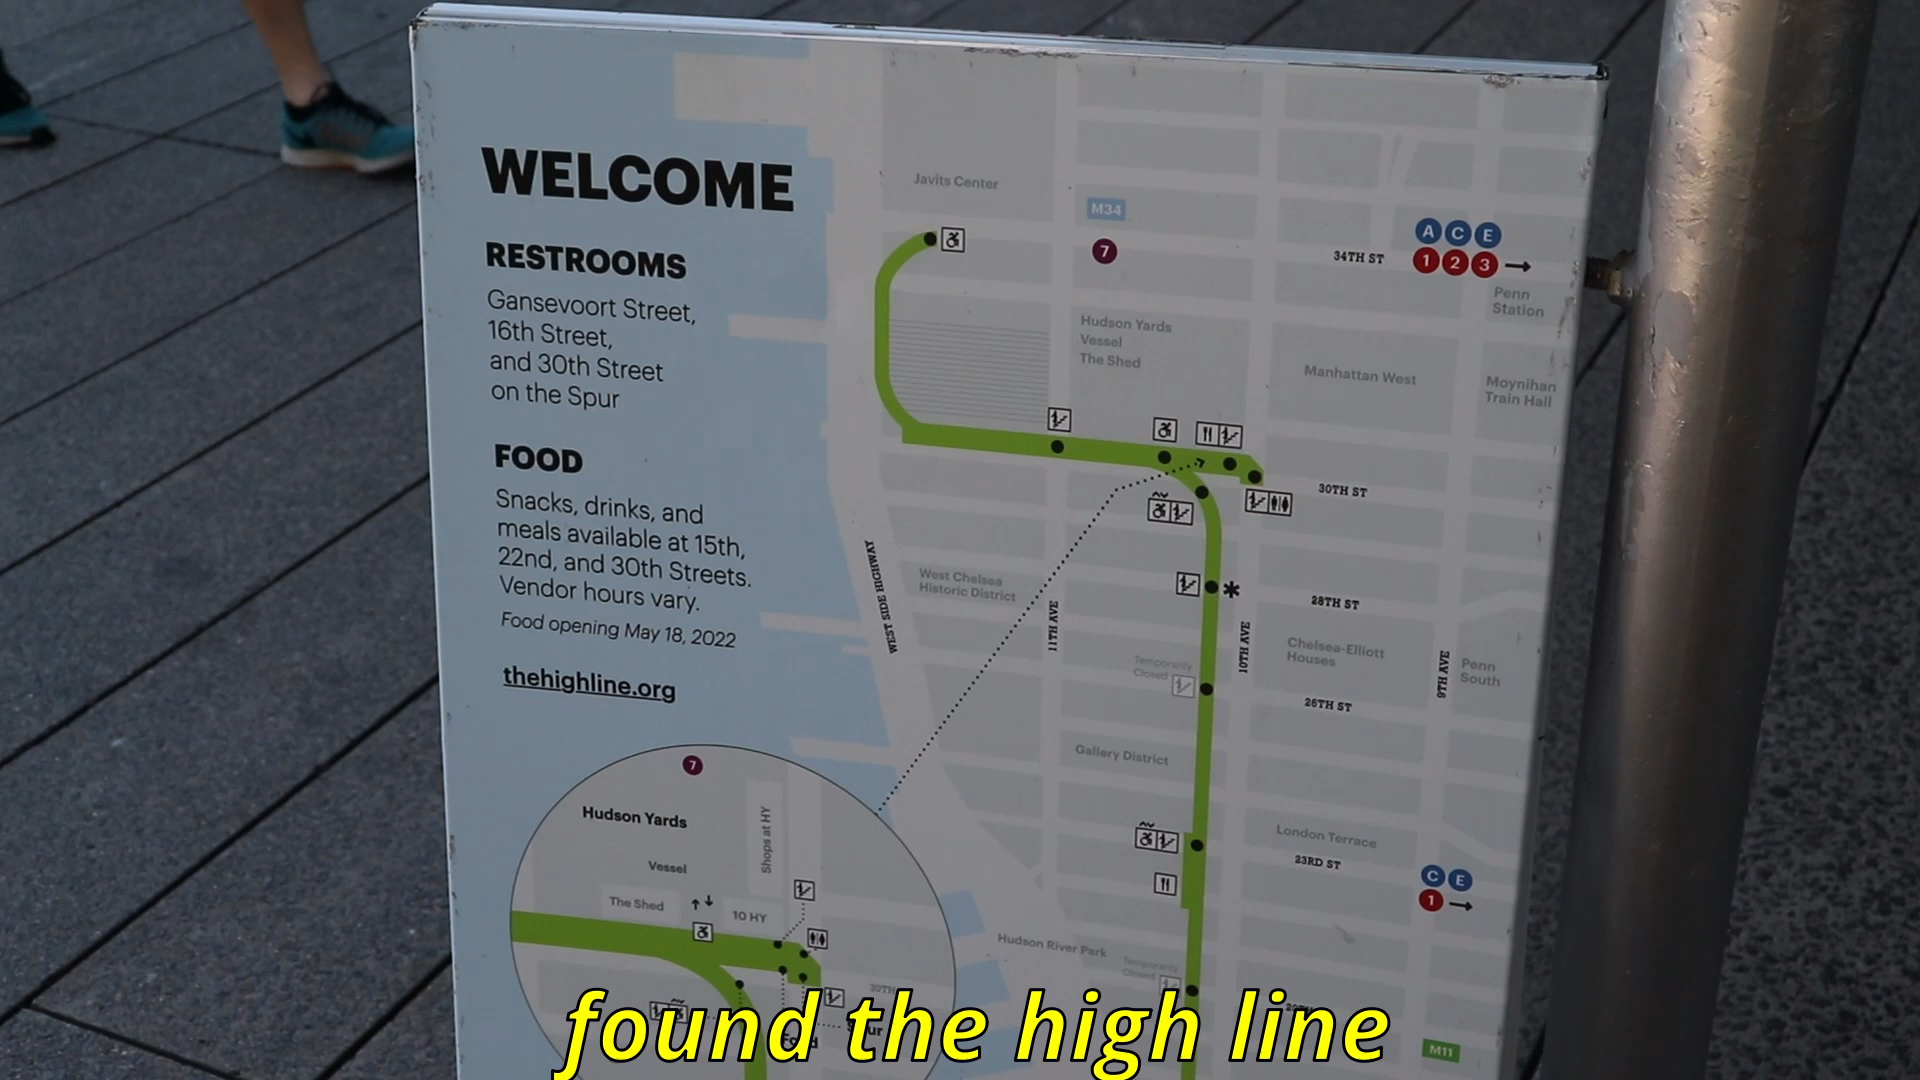 WELCOME
RESTROOMS
Gansevoort Street,
16th Street,
and 30th Street
on the Spur
FOOD
Snacks, drinks, and
meals available at 15th,
22nd, and 30th Streets.
Vendor hours vary.
Food opening May 18, 2022
thehighline.org
Javits Center
M34
7
34TH ST
A C E
1 2 3
Penn
Station
Hudson Yards
Vessel
The Shed
Manhattan West
Moynihan
Train Hall
30TH ST
WEST SIDE HIGHWAY
West Chelsea
Historic District
11TH AVE
28TH ST
10TH AVE
Chelsea-Elliott
Houses
9TH AVE
Penn
South
Temporarily
Closed
26TH ST
Gallery District
London Terrace
23RD ST
C E
1
Hudson River Park
Temporarily
Closed
M11
7
Hudson Yards
Shops at HY
Vessel
The Shed
10 HY
30TH
found the high line